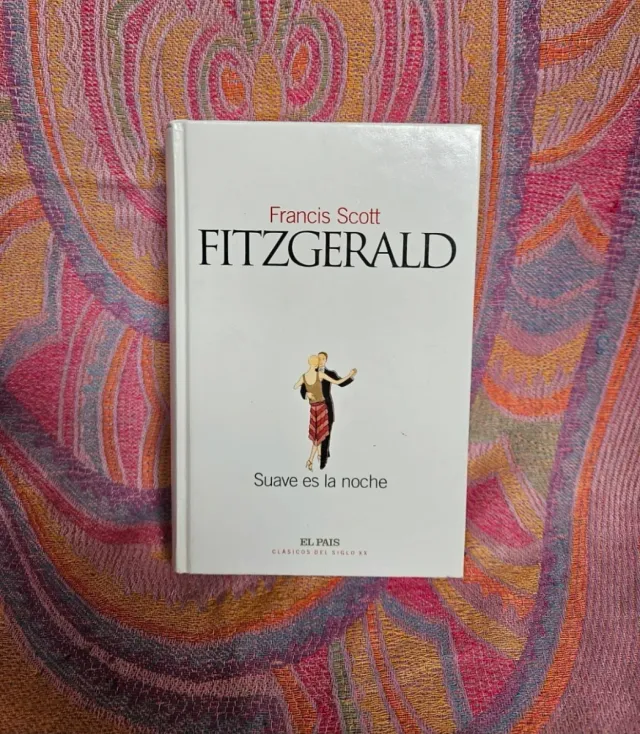 Francis Scott
FITZGERALD
Suave es la noche
EL PAIS
CLÁSICOS DEL SIGLO XX